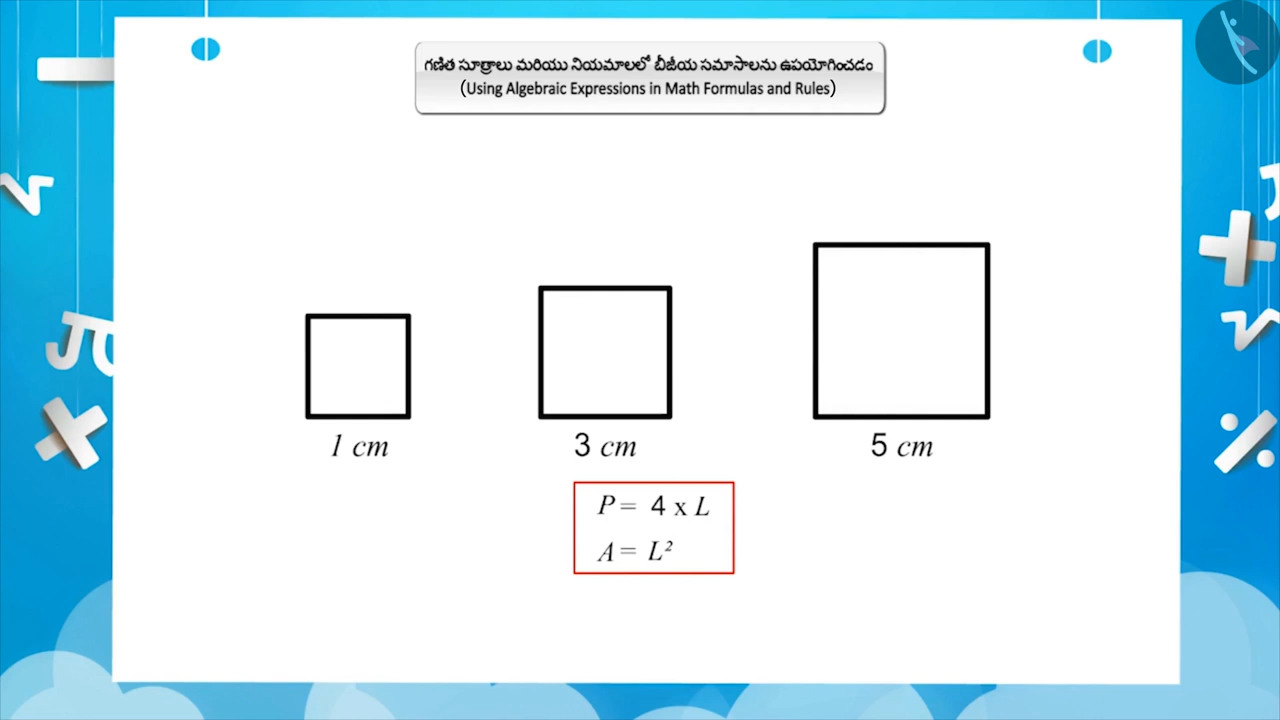 గణిత సూత్రాలు మరియు నియమాలలో బీజీయ సమాసాలను ఉపయోగించడం
(Using Algebraic Expressions in Math Formulas and Rules)
1 cm
3 cm
5 cm
P = 4 x L
A = L²